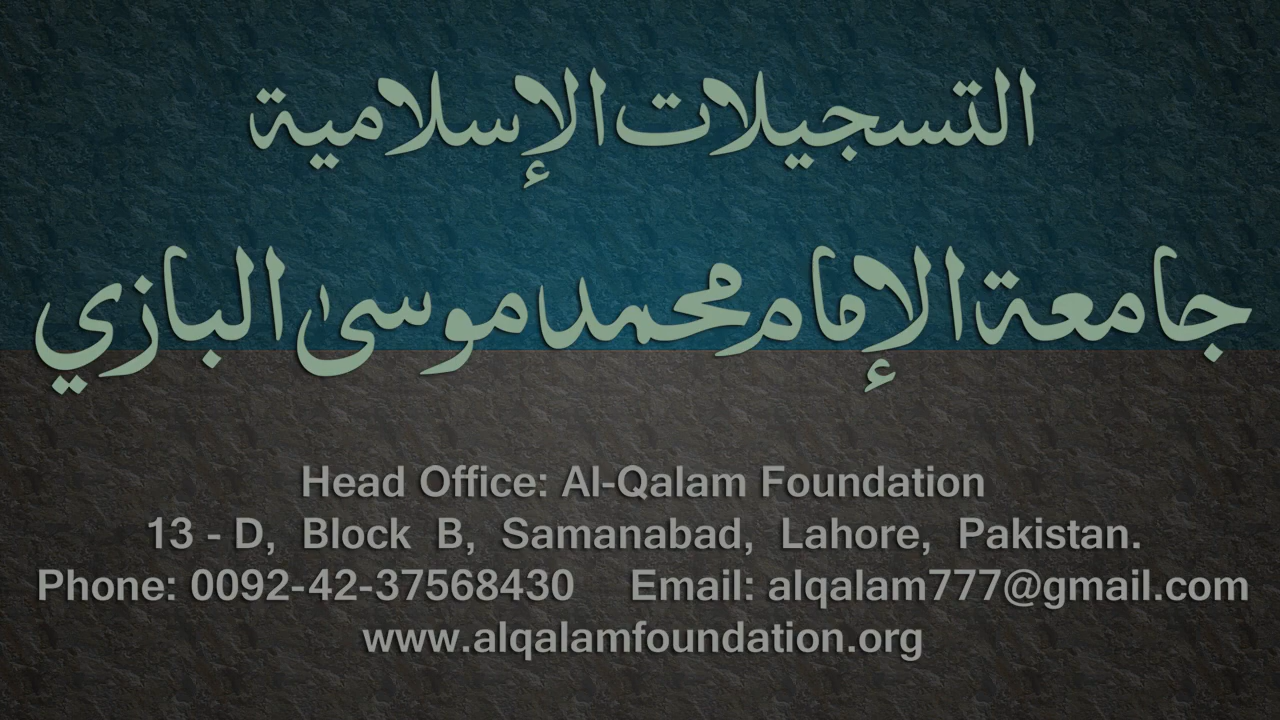 التسجيلات الإسلامية
جامعة الإمام محمد موسىٰ البازي
Head Office: Al-Qalam Foundation
13 - D, Block B, Samanabad, Lahore, Pakistan.
Phone: 0092-42-37568430 Email: alqalam777@gmail.com
www.alqalamfoundation.org